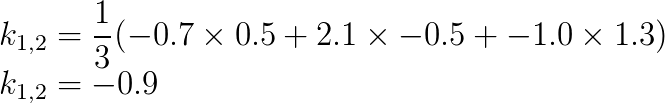 k_{1,2} = \frac{1}{3}(-0.7 \times 0.5 + 2.1 \times -0.5 + -1.0 \times 1.3)
k_{1,2} = -0.9